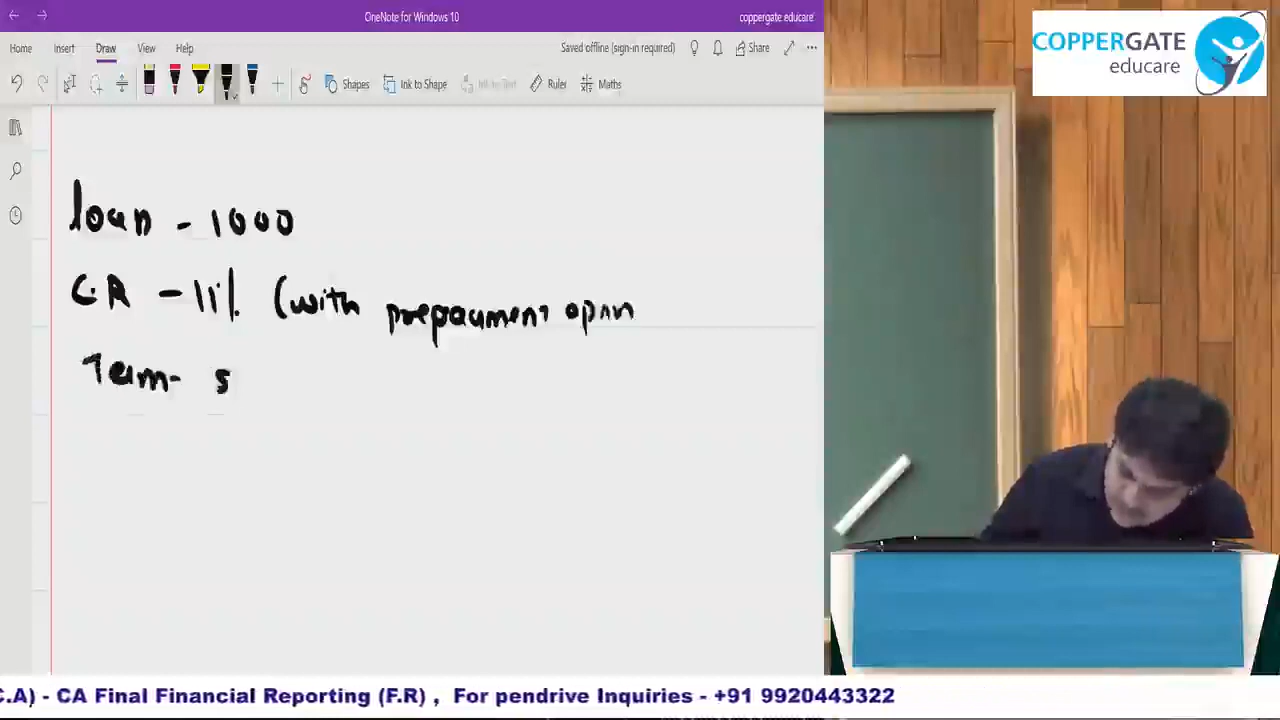 OneNote for Windows 10
coppergate educare
Home Insert Draw View Help
Saved offline (sign-in required)
Share
Shapes Ink to Shape Ink to Text Ruler Maths
COPPERGATE
educare
loan - 1000
- 11% (with prepayment
Term- 5
C.A) - CA Final Financial Reporting (F.R) , For pendrive Inquiries - +91 9920443322